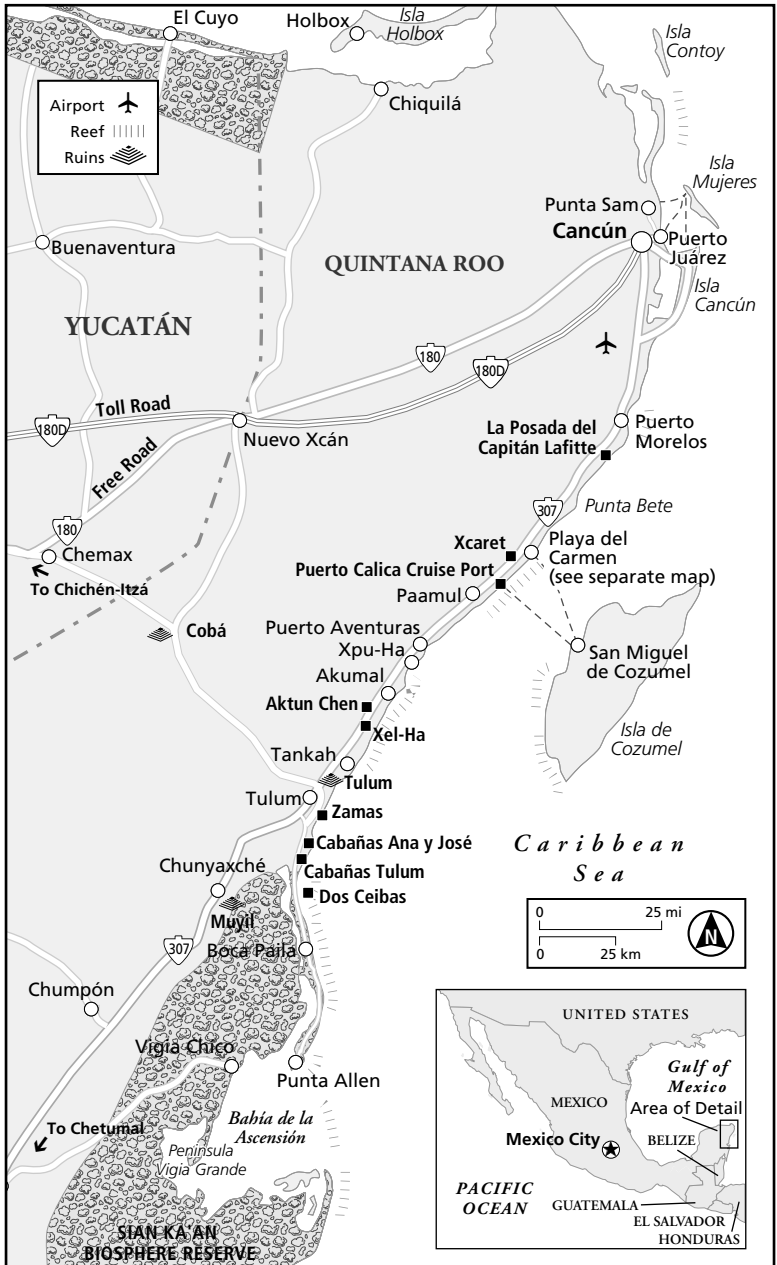 El Cuyo
Holbox
Isla
Holbox
Isla
Contoy
Airport
Reef
Ruins
Chiquilá
Isla
Mujeres
Punta Sam
Cancún
Puerto
Juárez
Buenaventura
QUINTANA ROO
Isla
Cancún
YUCATÁN
180
180D
Toll Road
180D
Nuevo Xcán
Free Road
La Posada del
Capitán Lafitte
Puerto
Morelos
180
307
Punta Bete
Chemax
To Chichén-Itzá
Xcaret
Playa del
Carmen
(see separate map)
Puerto Calica Cruise Port
Paamul
Cobá
Puerto Aventuras
Xpu-Ha
San Miguel
de Cozumel
Akumal
Aktun Chen
Xel-Ha
Isla de
Cozumel
Tankah
Tulum
Tulum
Zamas
Cabañas Ana y José
Cabañas Tulum
Dos Ceibas
Caribbean
Sea
Chunyaxché
Muyil
0 25 mi
0 25 km
N
307
Boca Paila
Chumpón
Vigia Chico
Punta Allen
To Chetumal
Bahía de la
Ascensión
Peninsula
Vigia Grande
SIAN KA'AN
BIOSPHERE RESERVE
UNITED STATES
Gulf of
Mexico
MEXICO
Area of Detail
Mexico City
BELIZE
PACIFIC
OCEAN
GUATEMALA
EL SALVADOR
HONDURAS